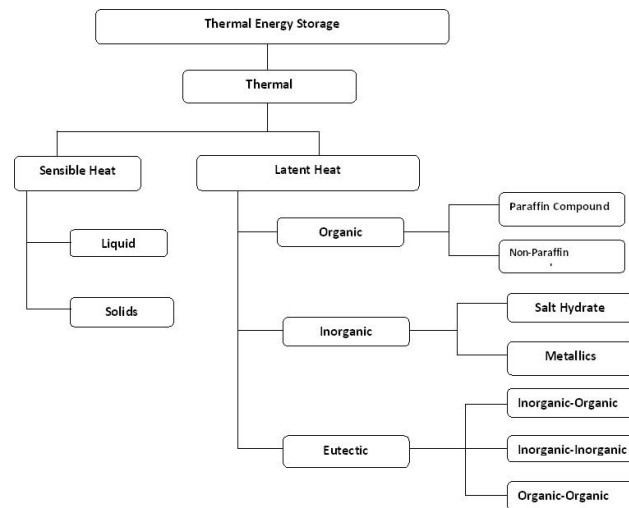 Thermal Energy Storage
Thermal
Sensible Heat
Latent Heat
Liquid
Solids
Organic
Paraffin Compound
Non-Paraffin
Inorganic
Salt Hydrate
Metallics
Eutectic
Inorganic-Organic
Inorganic-Inorganic
Organic-Organic